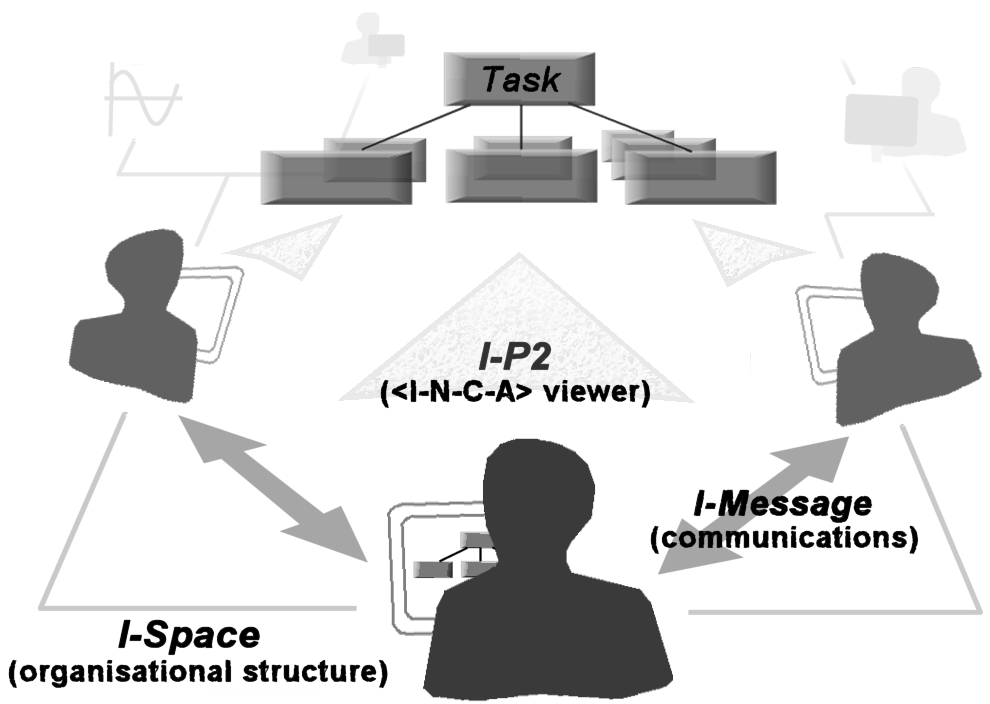 Task
I-P2
(<I-N-C-A> viewer)
I-Message
(communications)
I-Space
(organisational structure)